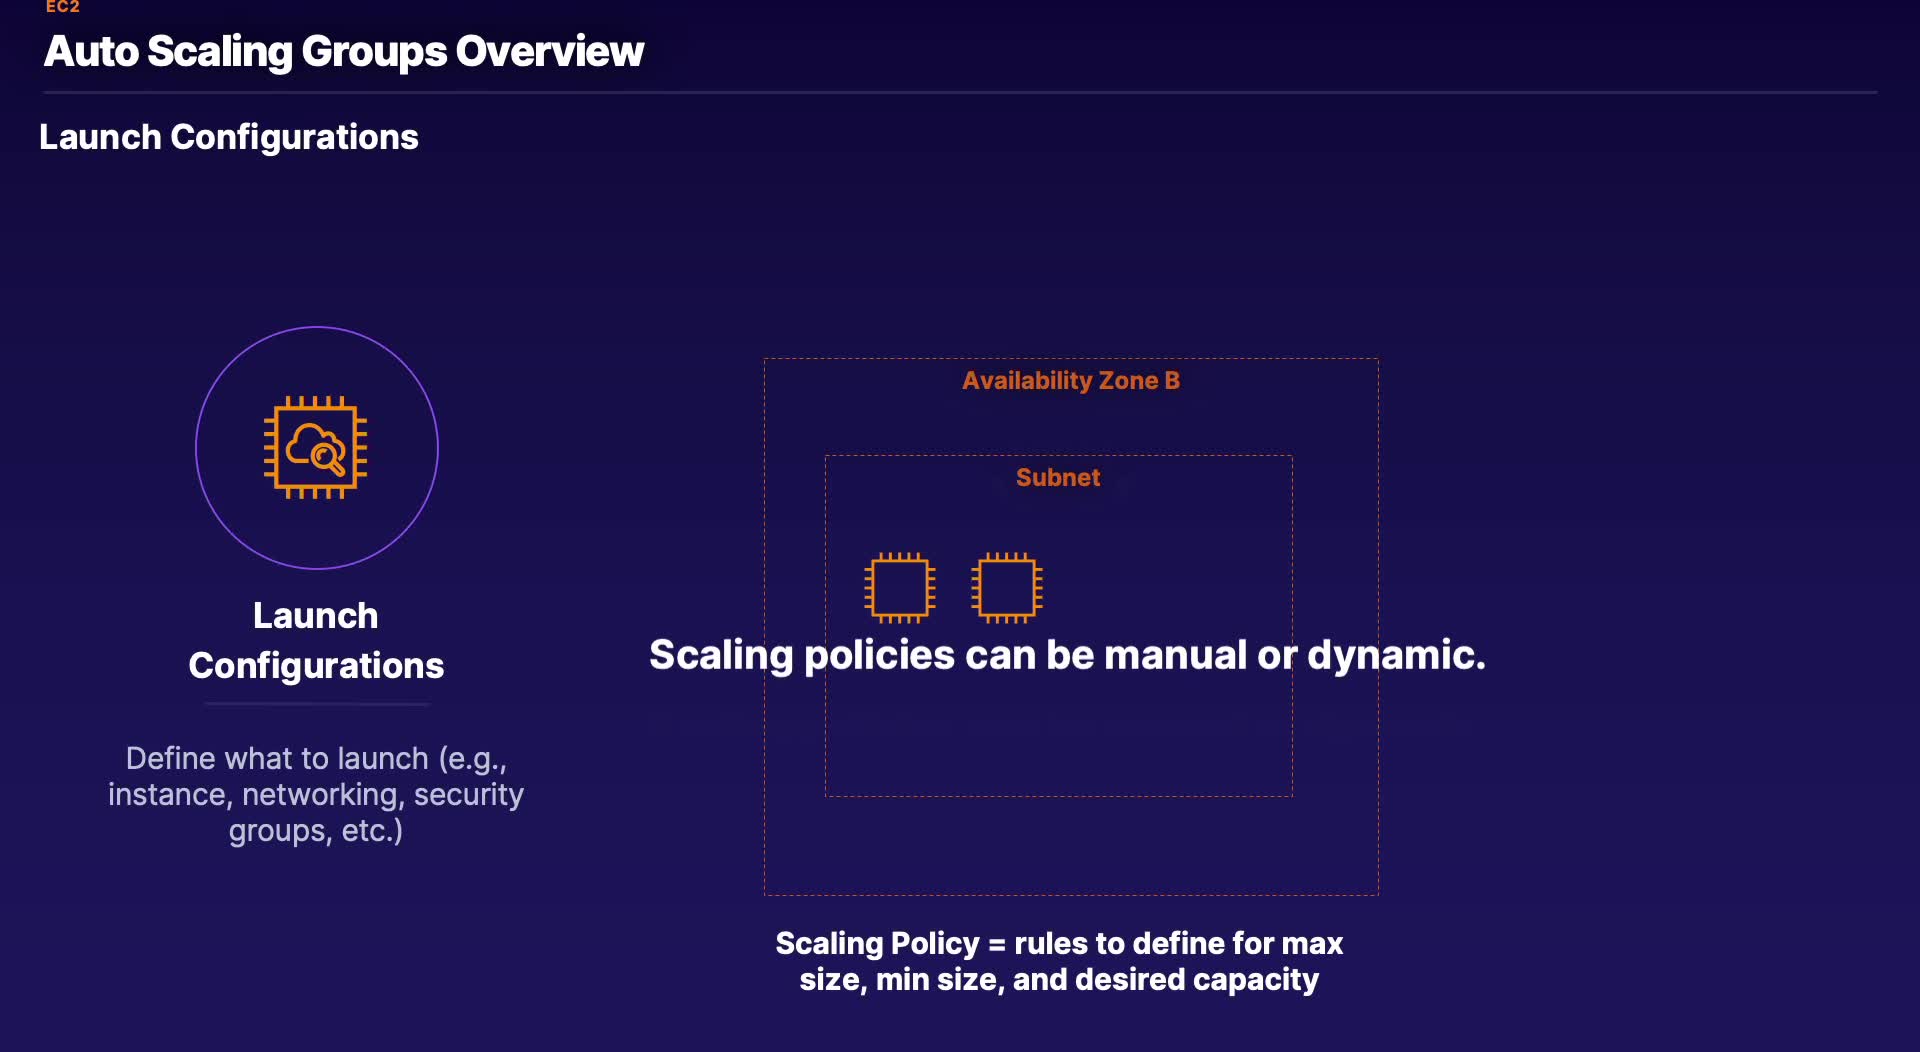 EC2
Auto Scaling Groups Overview
Launch Configurations
Launch
Configurations
Define what to launch (e.g.,
instance, networking, security
groups, etc.)
Availability Zone B
Subnet
Scaling policies can be manual or dynamic.
Scaling Policy = rules to define for max
size, min size, and desired capacity